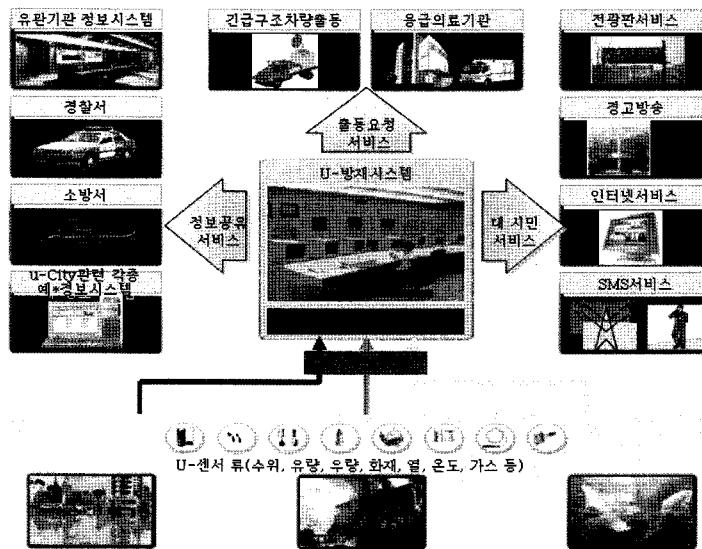 유관기관 정보시스템
긴급구조차량출동
응급의료기관
전광판서비스
경찰서
경고방송
출동요청
서비스
U-방재시스템
소방서
정보공유
서비스
대 시민
서비스
인터넷서비스
u-City관련 각종
예*경보시스템
SMS서비스
U-센서 류(수위, 유량, 우량, 화재, 열, 온도, 가스 등)